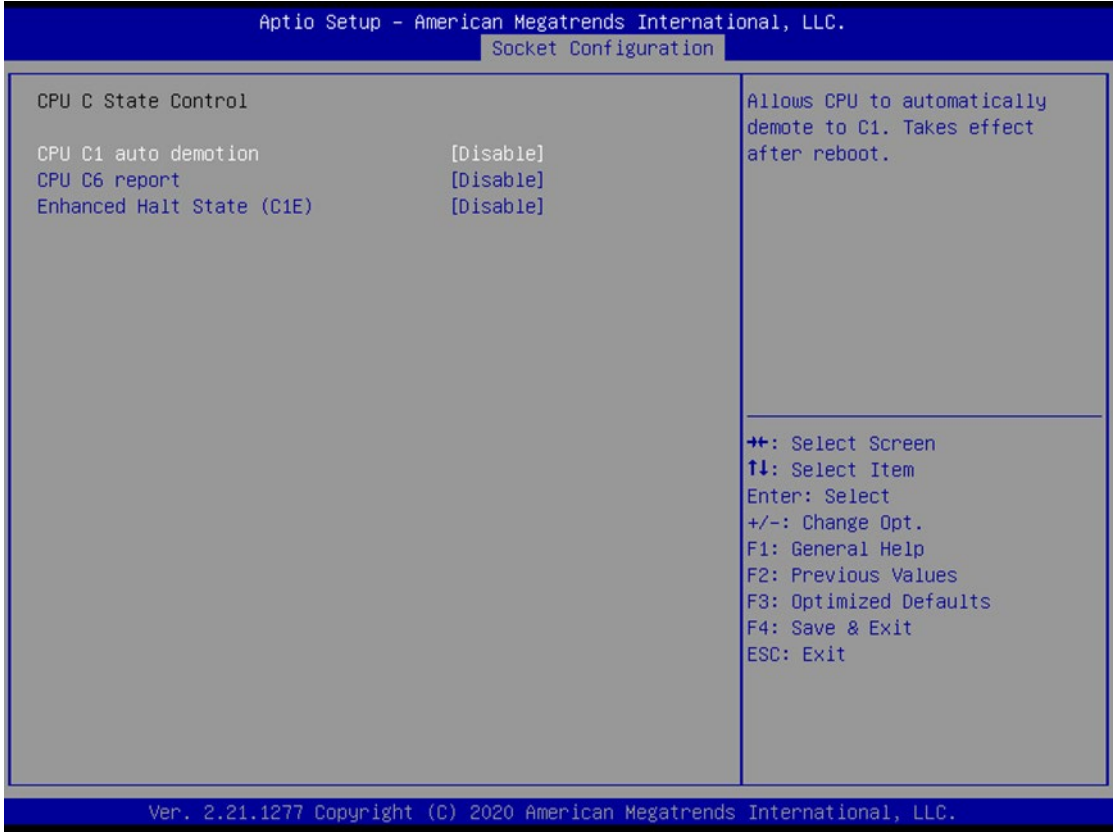 Aptio Setup – American Megatrends International, LLC.
Socket Configuration
CPU C State Control
CPU C1 auto demotion [Disable]
CPU C6 report [Disable]
Enhanced Halt State (C1E) [Disable]
Allows CPU to automatically
demote to C1. Takes effect
after reboot.
→←: Select Screen
↑↓: Select Item
Enter: Select
+/-: Change Opt.
F1: General Help
F2: Previous Values
F3: Optimized Defaults
F4: Save & Exit
ESC: Exit
Ver. 2.21.1277 Copyright (C) 2020 American Megatrends International, LLC.